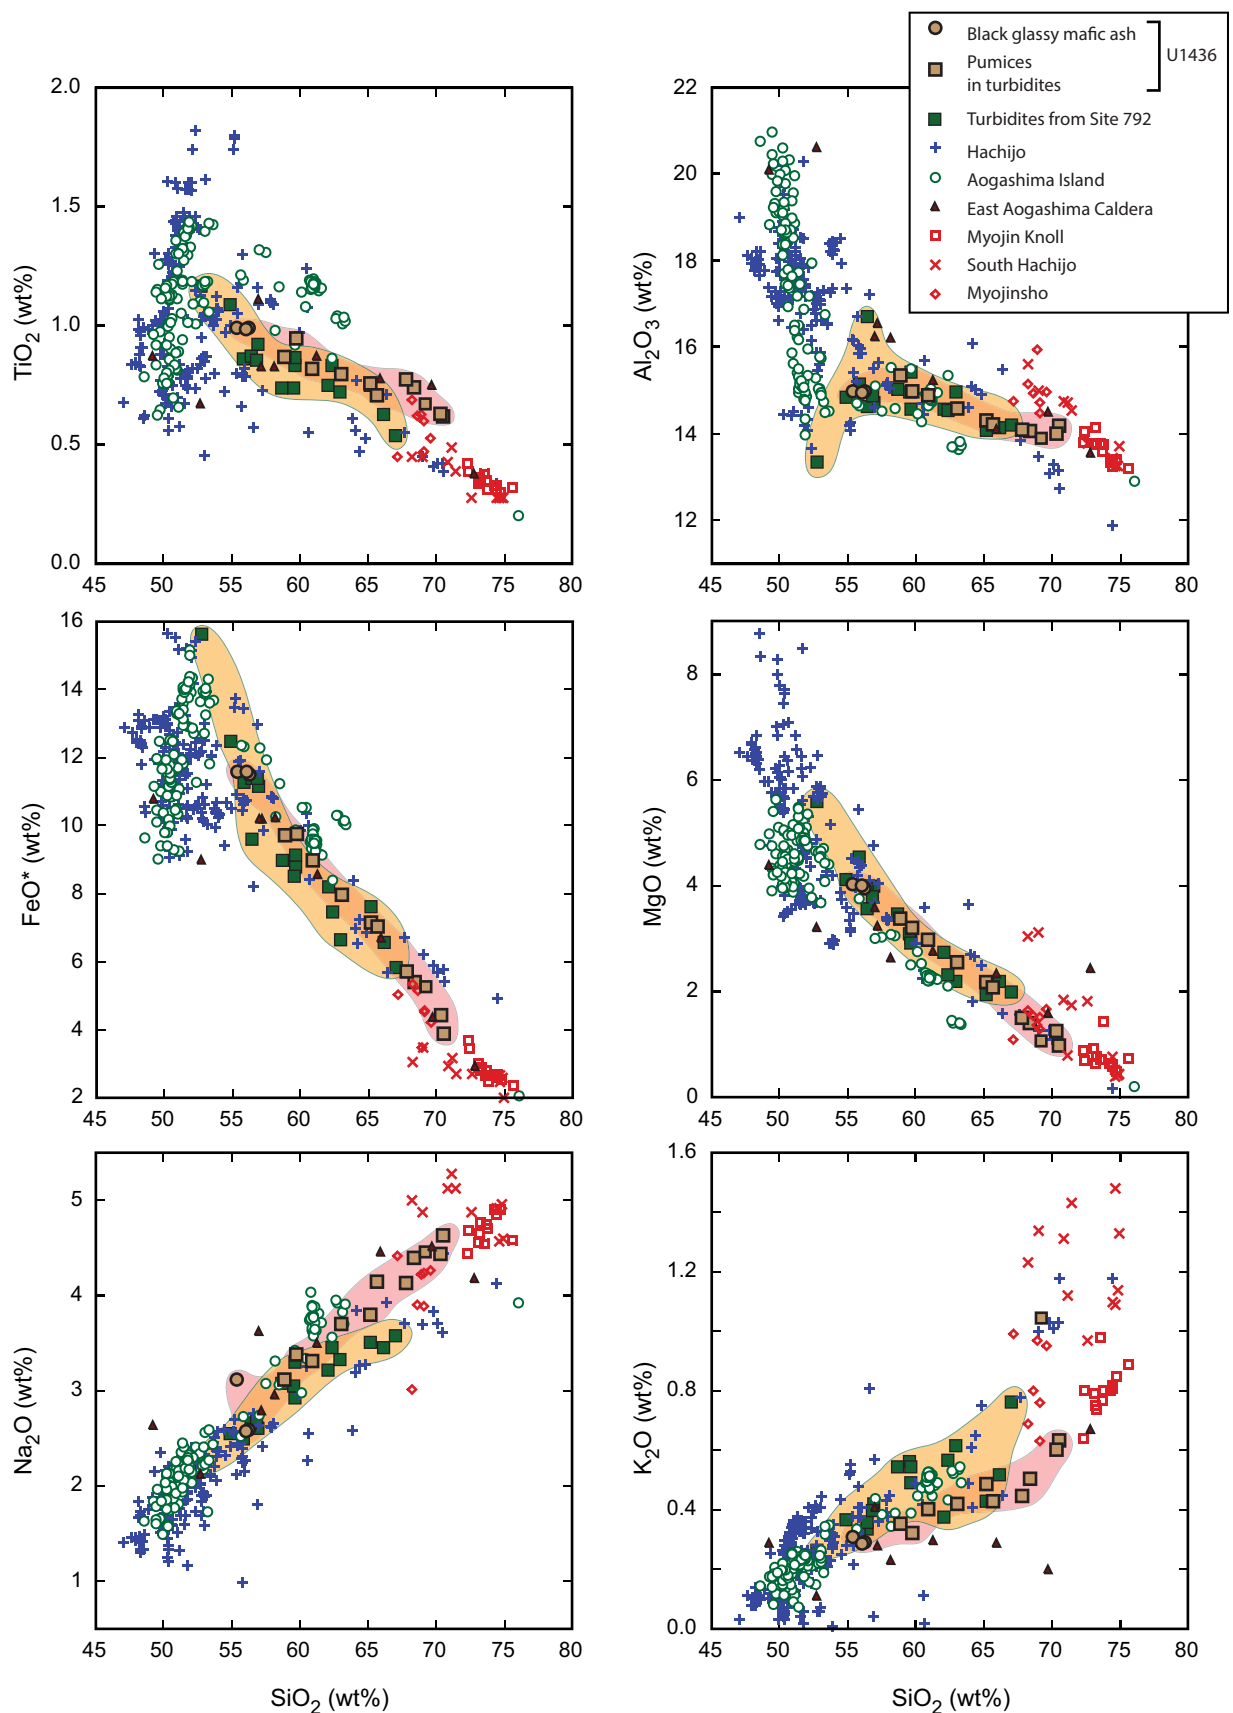 Black glassy mafic ash
U1436
Pumices
in turbidites
Turbidites from Site 792
Hachijo
Aogashima Island
East Aogashima Caldera
Myojin Knoll
South Hachijo
Myojinsho
2.0
1.5
1.0
0.5
0.0
TiO2 (wt%)
45 50 55 60 65 70 75 80
22
20
18
16
14
12
Al2O3 (wt%)
45 50 55 60 65 70 75 80
16
14
12
10
8
6
4
2
FeO* (wt%)
45 50 55 60 65 70 75 80
8
6
4
2
0
MgO (wt%)
45 50 55 60 65 70 75 80
5
4
3
2
1
Na2O (wt%)
45 50 55 60 65 70 75 80
SiO2 (wt%)
1.6
1.2
0.8
0.4
0.0
K2O (wt%)
45 50 55 60 65 70 75 80
SiO2 (wt%)